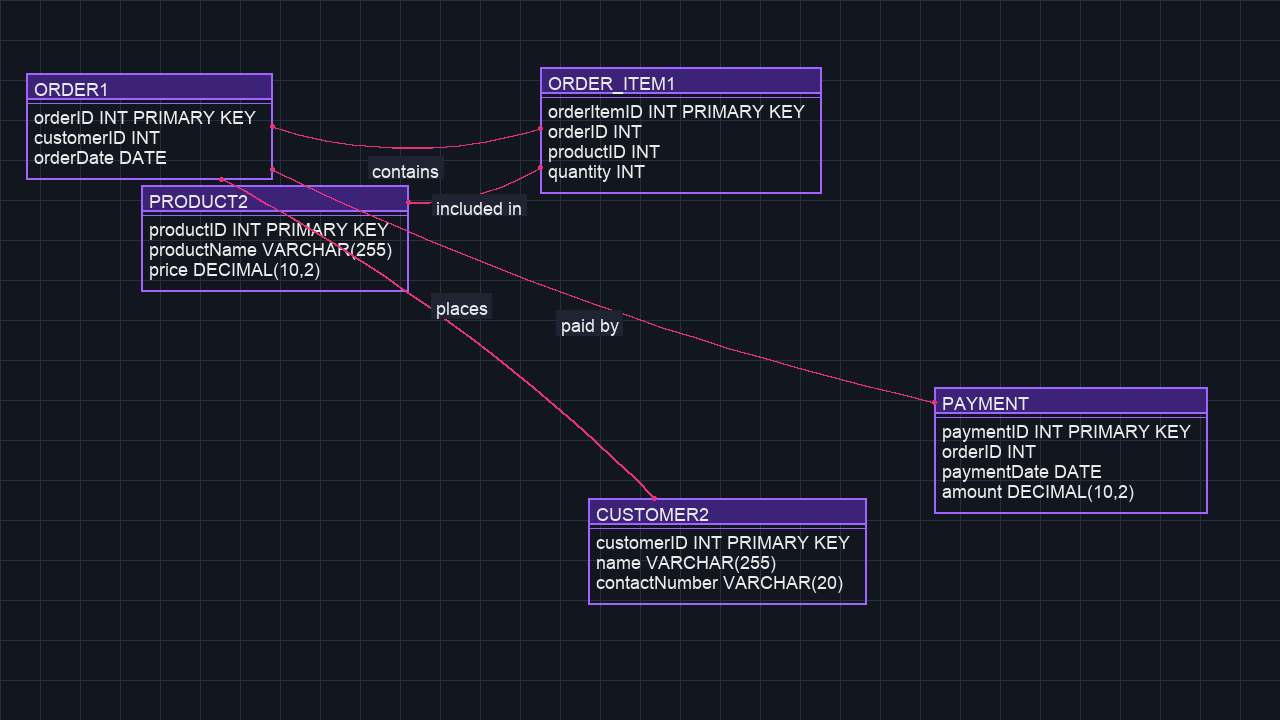 ORDER1
orderID INT PRIMARY KEY
customerID INT
orderDate DATE
ORDER_ITEM1
orderItemID INT PRIMARY KEY
orderID INT
productID INT
quantity INT
contains
PRODUCT2
productID INT PRIMARY KEY
productName VARCHAR(255)
price DECIMAL(10,2)
included in
places
paid by
PAYMENT
paymentID INT PRIMARY KEY
orderID INT
paymentDate DATE
amount DECIMAL(10,2)
CUSTOMER2
customerID INT PRIMARY KEY
name VARCHAR(255)
contactNumber VARCHAR(20)